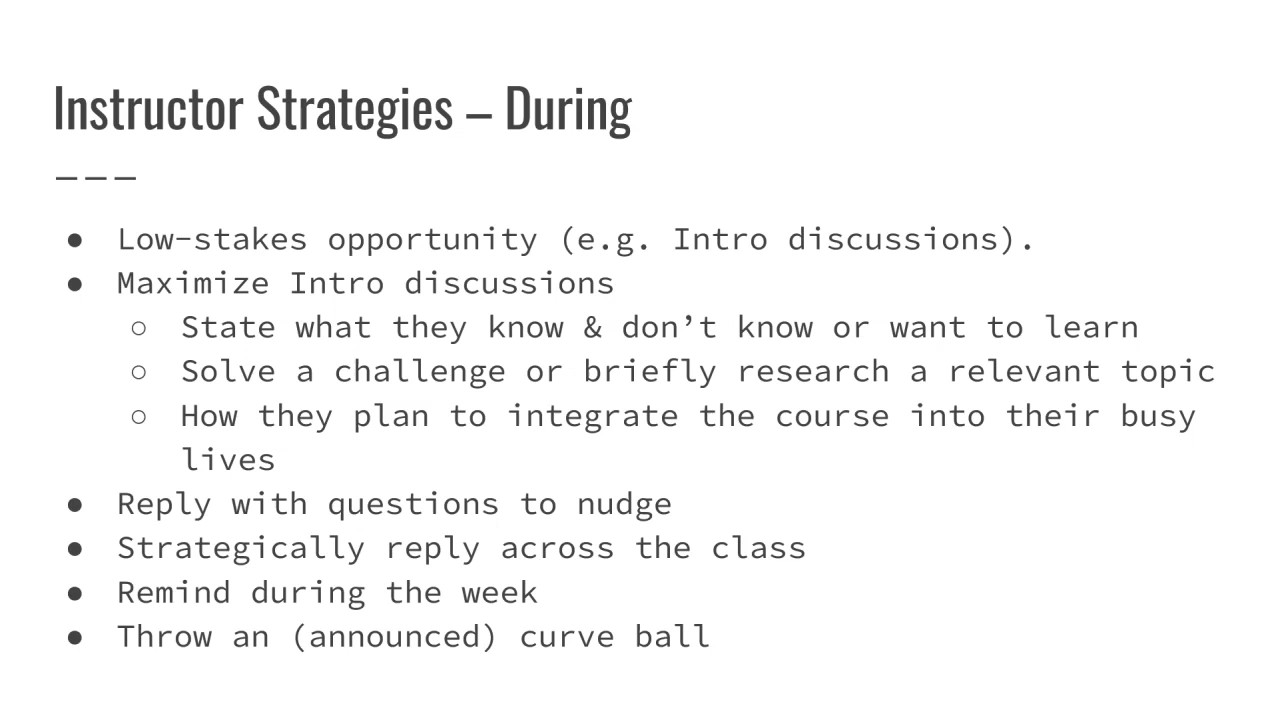 Instructor Strategies – During
● Low-stakes opportunity (e.g. Intro discussions).
● Maximize Intro discussions
○ State what they know & don’t know or want to learn
○ Solve a challenge or briefly research a relevant topic
○ How they plan to integrate the course into their busy
lives
● Reply with questions to nudge
● Strategically reply across the class
● Remind during the week
● Throw an (announced) curve ball